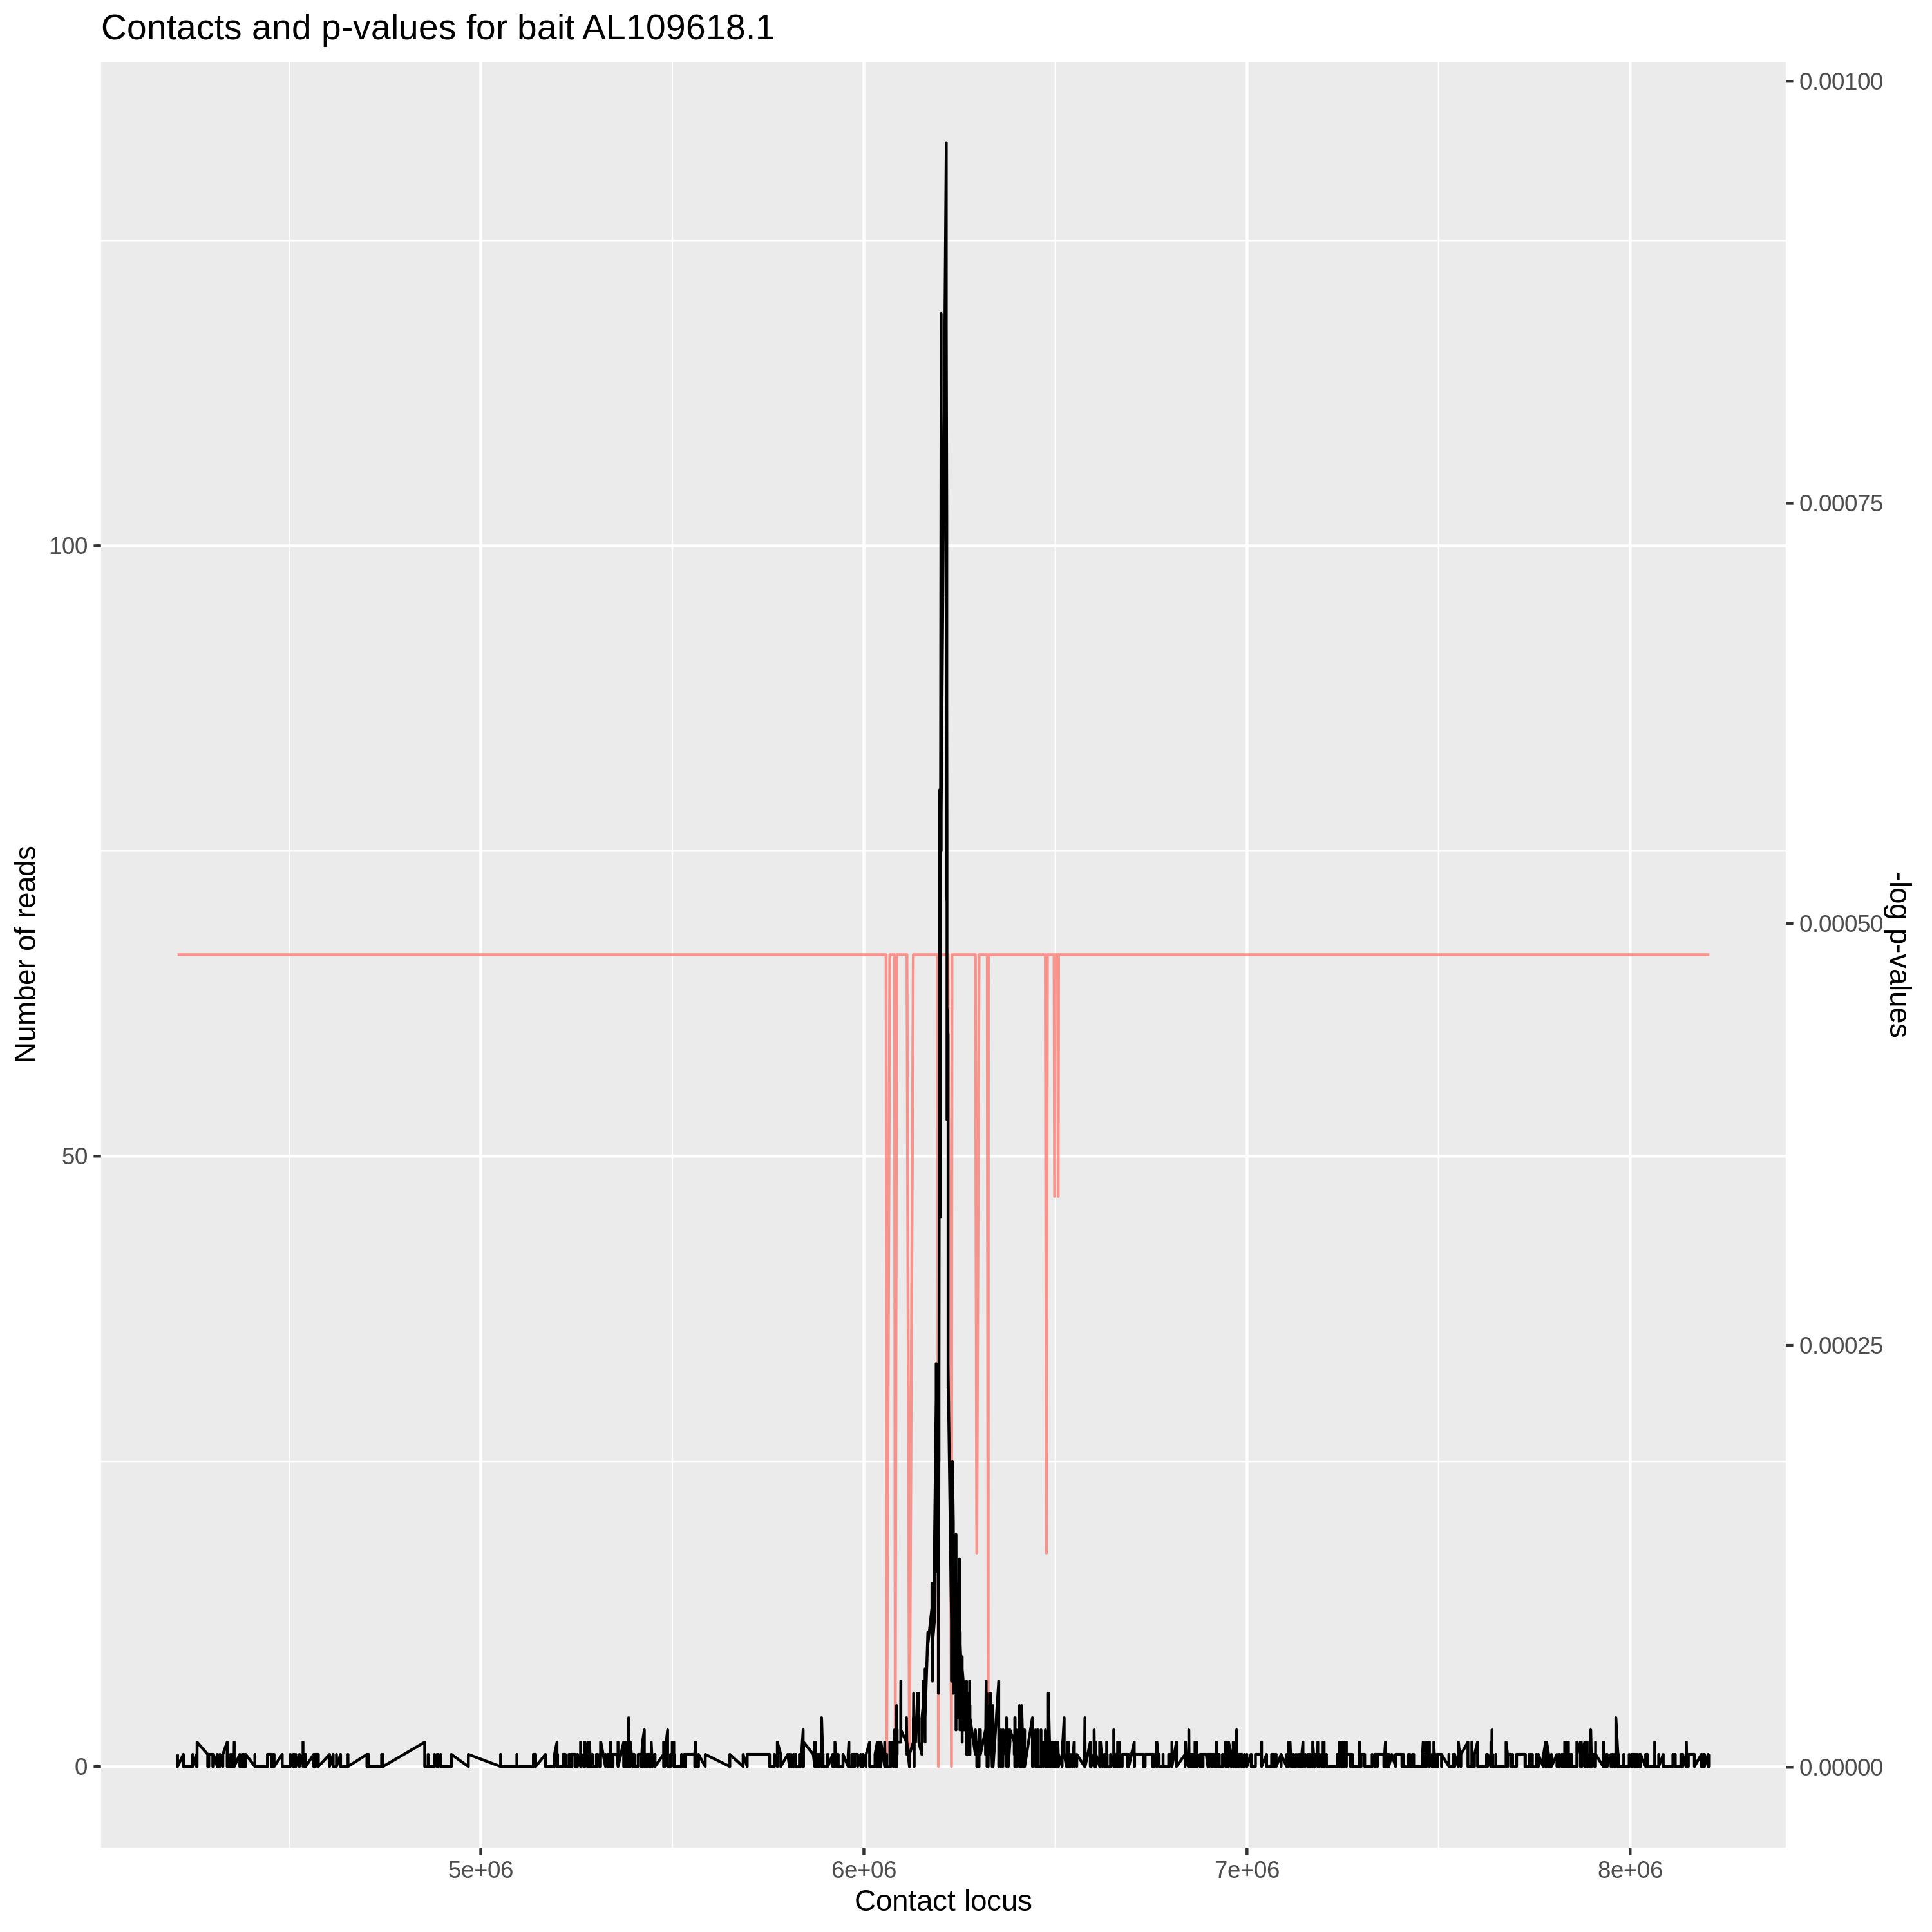 Contacts and p-values for bait AL109618.1
Number of reads
100
50
0
0.00100
0.00075
0.00050
0.00025
0.00000
-log p-values
5e+06 6e+06 7e+06 8e+06
Contact locus